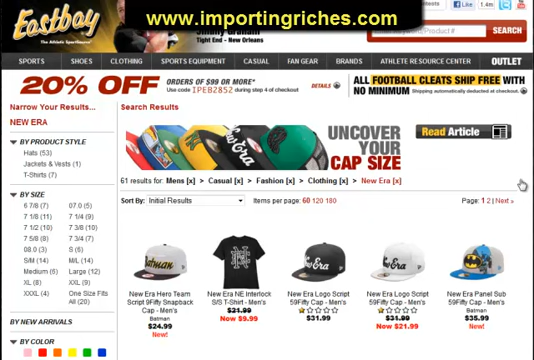 www.importingriches.com
Eastbay
The Athletic Sportsource
Jimmy Graham
Tight End - New Orleans
Like
SEARCH
SPORTS SHOES CLOTHING SPORTS EQUIPMENT CASUAL FAN GEAR BRANDS ATHLETE RESOURCE CENTER OUTLET
20% OFF
ORDERS OF $99 OR MORE*
Use code IPEB2852 during step 4 of checkout
DETAILS
ALL FOOTBALL CLEATS SHIP FREE WITH
NO MINIMUM Shipping automatically deducted at checkout.*
Narrow Your Results...
NEW ERA
BY PRODUCT STYLE
Hats (53)
Jackets & Vests (1)
T-Shirts (7)
BY SIZE
6 7/8 (7) 07.0 (5)
7 1/8 (11) 7 1/4 (9)
7 1/2 (10) 7 3/8 (10)
7 5/8 (8) 7 3/4 (7)
08.0 (3) S (6)
S/M (14) M/L (14)
Medium (6) Large (12)
XL (8) XXL (9)
XXXL (4) One Size Fits
All (20)
BY NEW ARRIVALS
BY COLOR
Search Results
UNCOVER
YOUR
CAP SIZE
Read Article
61 results for: Mens [x] > Casual [x] > Fashion [x] > Clothing [x] > New Era [x]
Sort By: Initial Results Items per page: 60 120 180 Page: 1 2 | Next »
New Era Hero Team
Script 9Fifty Snapback
Cap - Men's
Batman
$24.99
New!
New Era NE Interlock
S/S T-Shirt - Men's
$21.99
Now $9.99
New Era Logo Script
59Fifty Cap - Men's
$31.99
New Era Logo Script
59Fifty Cap - Men's
$31.99
Now $21.99
New Era Panel Sub
59Fifty Cap - Men's
Batman
$35.99
New!